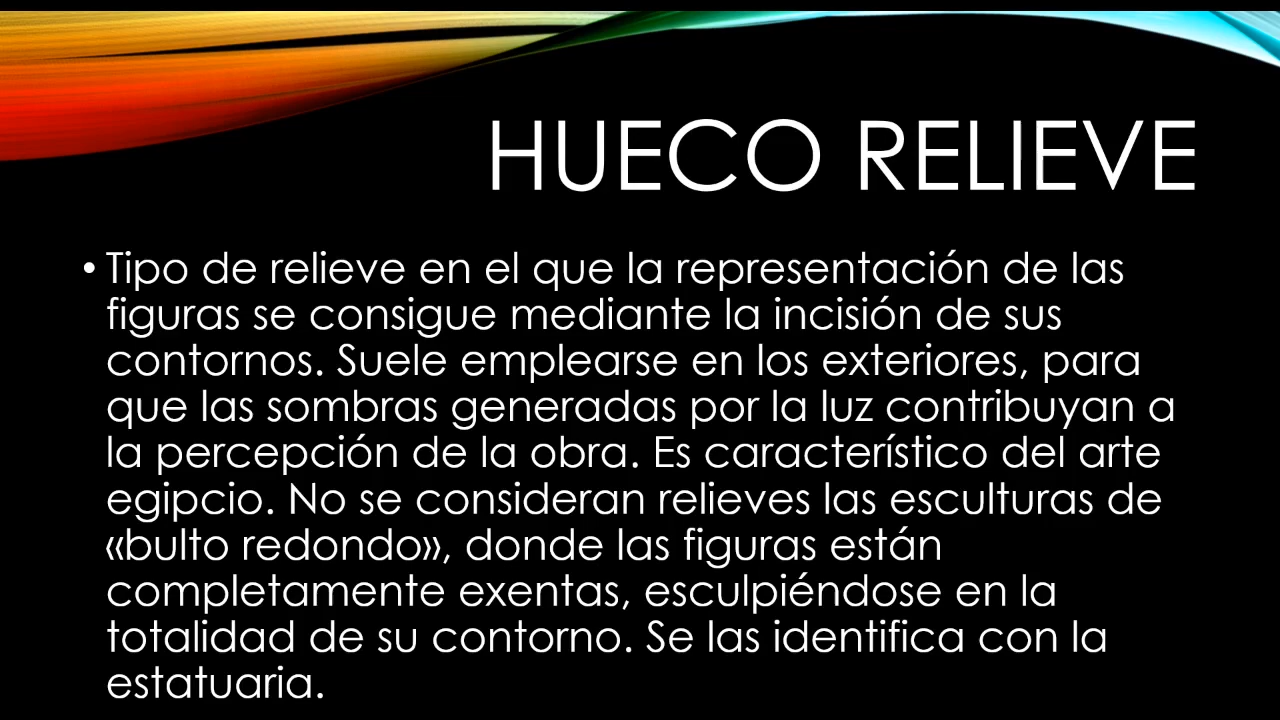 HUECO RELIEVE
• Tipo de relieve en el que la representación de las
figuras se consigue mediante la incisión de sus
contornos. Suele emplearse en los exteriores, para
que las sombras generadas por la luz contribuyan a
la percepción de la obra. Es característico del arte
egipcio. No se consideran relieves las esculturas de
«bulto redondo», donde las figuras están
completamente exentas, esculpiéndose en la
totalidad de su contorno. Se las identifica con la
estatuaria.